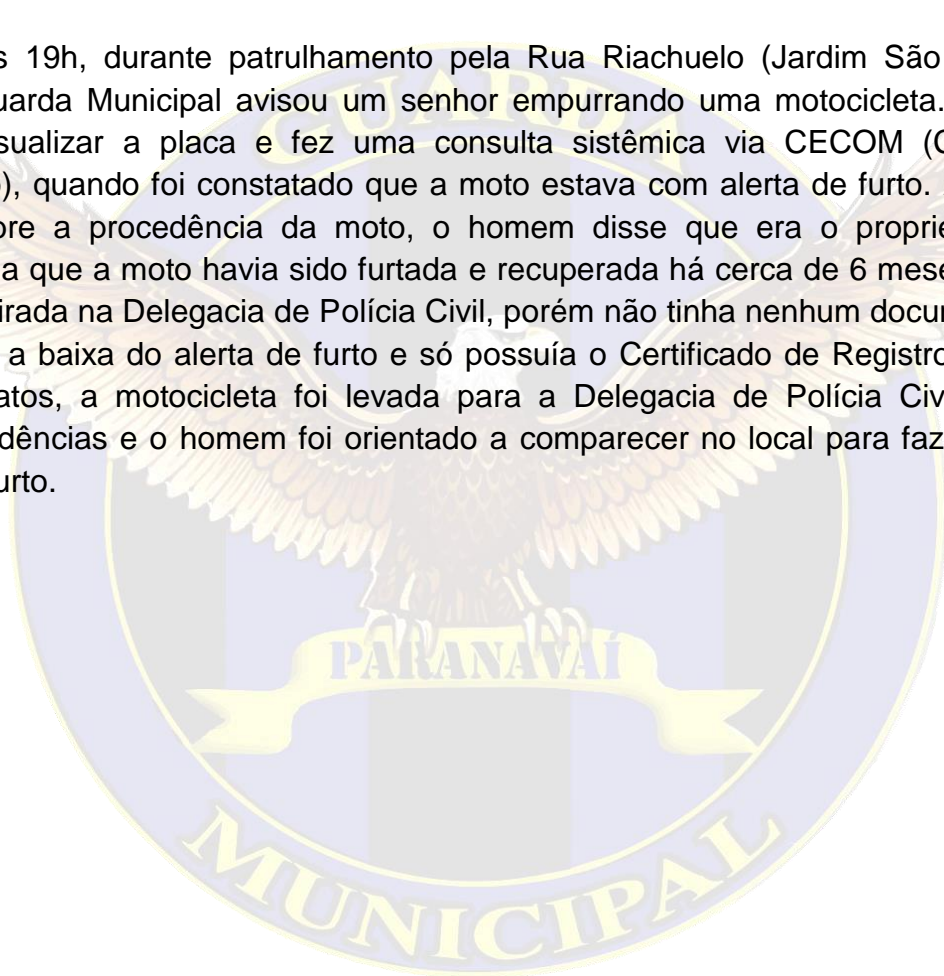 s 19h, durante patrulhamento pela Rua Riachuelo (Jardim São
uarda Municipal avisou um senhor empurrando uma motocicleta.
sualizar a placa e fez uma consulta sistêmica via CECOM (C
), quando foi constatado que a moto estava com alerta de furto.
ore a procedência da moto, o homem disse que era o proprie
a que a moto havia sido furtada e recuperada há cerca de 6 mese
irada na Delegacia de Polícia Civil, porém não tinha nenhum docu
a baixa do alerta de furto e só possuía o Certificado de Registro
atos, a motocicleta foi levada para a Delegacia de Polícia Civ
dências e o homem foi orientado a comparecer no local para faz
urto.
GUARDA
PARANAVAÍ
MUNICIPAL